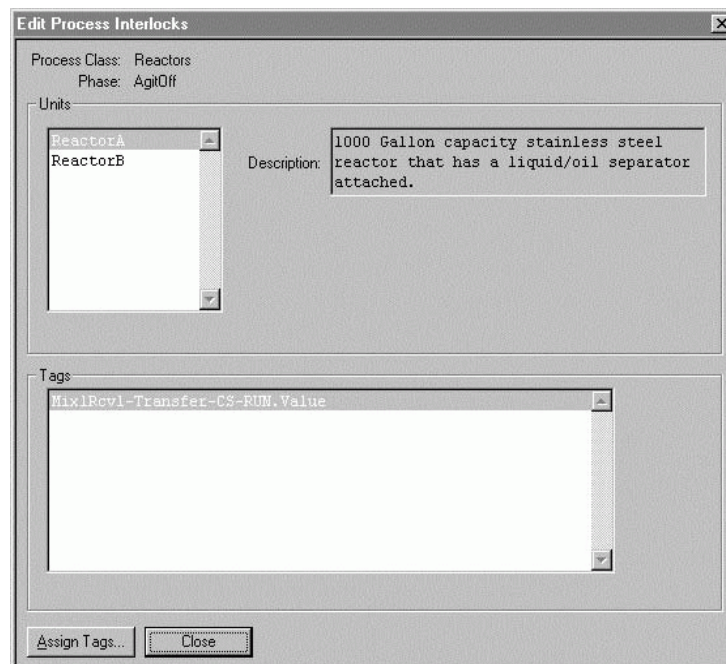 Edit Process Interlocks
Process Class: Reactors
Phase: AgitOff
Units
ReactorA
ReactorB
Description:
1000 Gallon capacity stainless steel
reactor that has a liquid/oil separator
attached.
Tags
Mix1Rcv1-Transfer-CS-RUN.Value
Assign Tags... Close